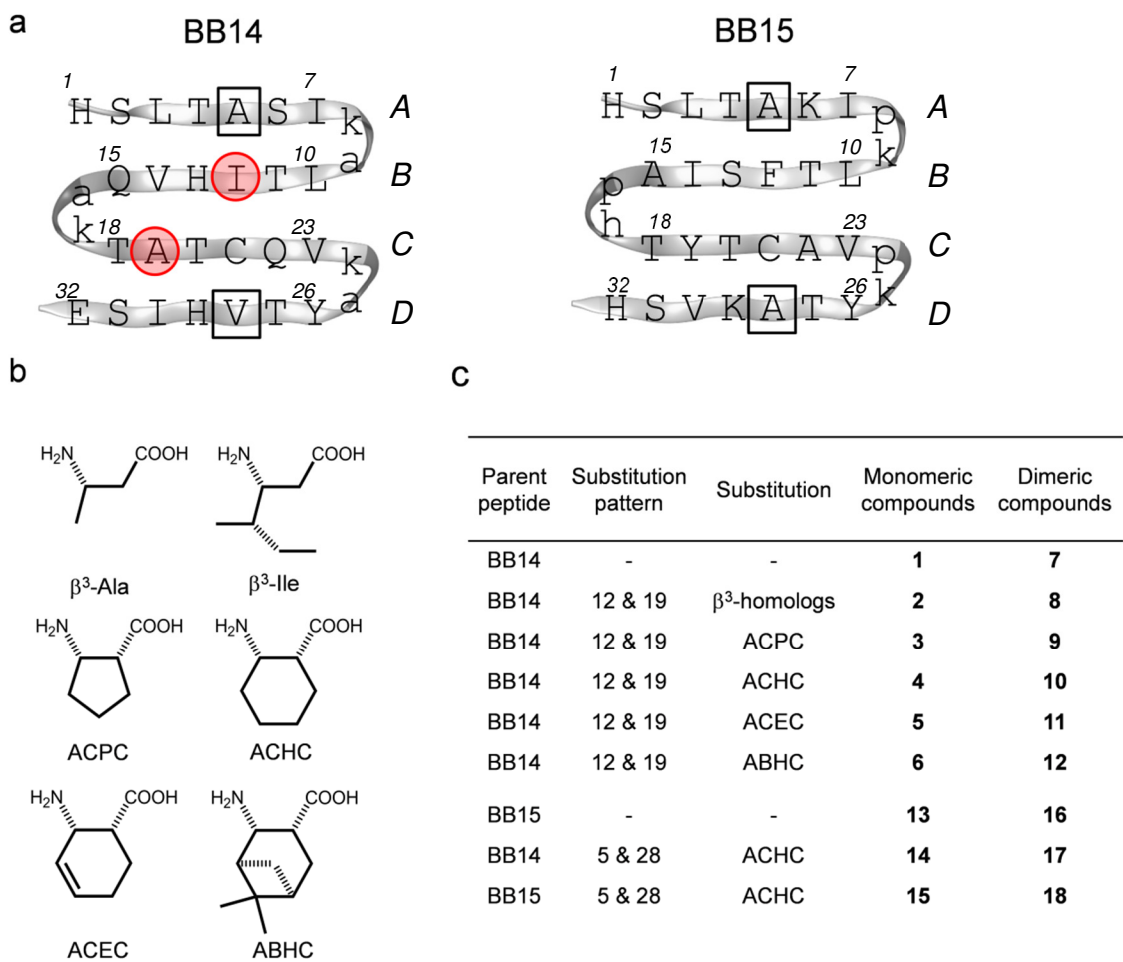 a
BB14
1 7
H S L T A S I k A
15 10
a Q V H I T L a B
18 23
k T A T C Q V k C
32 26
E S I H V T Y a D
BB15
1 7
H S L T A K I p A
15 10
p A I S F T L k B
18 23
h T Y T C A V p C
32 26
H S V K A T Y k D
b
H₂N COOH
β³-Ala
H₂N COOH
β³-Ile
H₂N COOH
ACPC
H₂N COOH
ACHC
H₂N COOH
ACEC
H₂N COOH
ABHC
c
Parent peptide Substitution pattern Substitution Monomeric compounds Dimeric compounds
BB14 - - 1 7
BB14 12 & 19 β³-homologs 2 8
BB14 12 & 19 ACPC 3 9
BB14 12 & 19 ACHC 4 10
BB14 12 & 19 ACEC 5 11
BB14 12 & 19 ABHC 6 12
BB15 - - 13 16
BB14 5 & 28 ACHC 14 17
BB15 5 & 28 ACHC 15 18